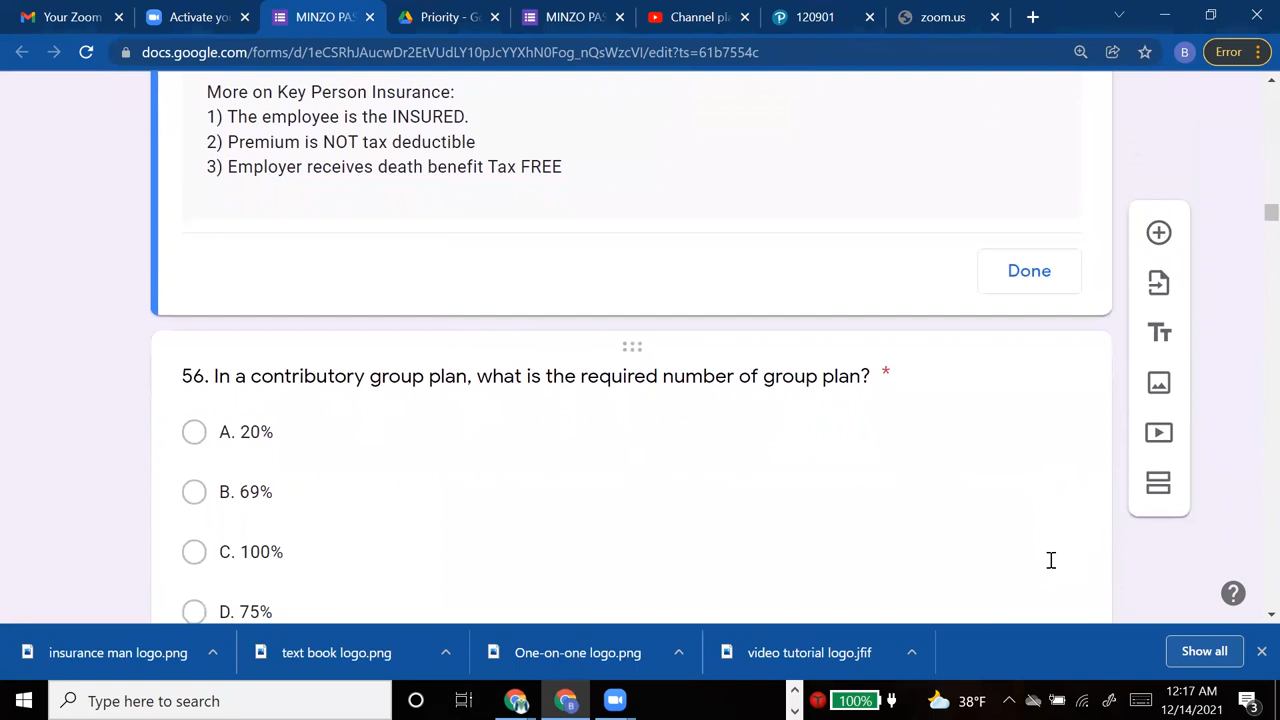 Your Zoom
Activate yo
MINZO PAS
Priority - Go
MINZO PAS
Channel pla
120901
zoom.us
docs.google.com/forms/d/1eCSRhJAucwDr2EtVUdLY10pJcYYXhN0Fog_nQsWzcVI/edit?ts=61b7554c
B
Error
More on Key Person Insurance:
1) The employee is the INSURED.
2) Premium is NOT tax deductible
3) Employer receives death benefit Tax FREE
Done
56. In a contributory group plan, what is the required number of group plan? *
A. 20%
B. 69%
C. 100%
D. 75%
insurance man logo.png
text book logo.png
One-on-one logo.png
video tutorial logo.jfif
Show all
Type here to search
100%
38°F
12:17 AM
12/14/2021
3